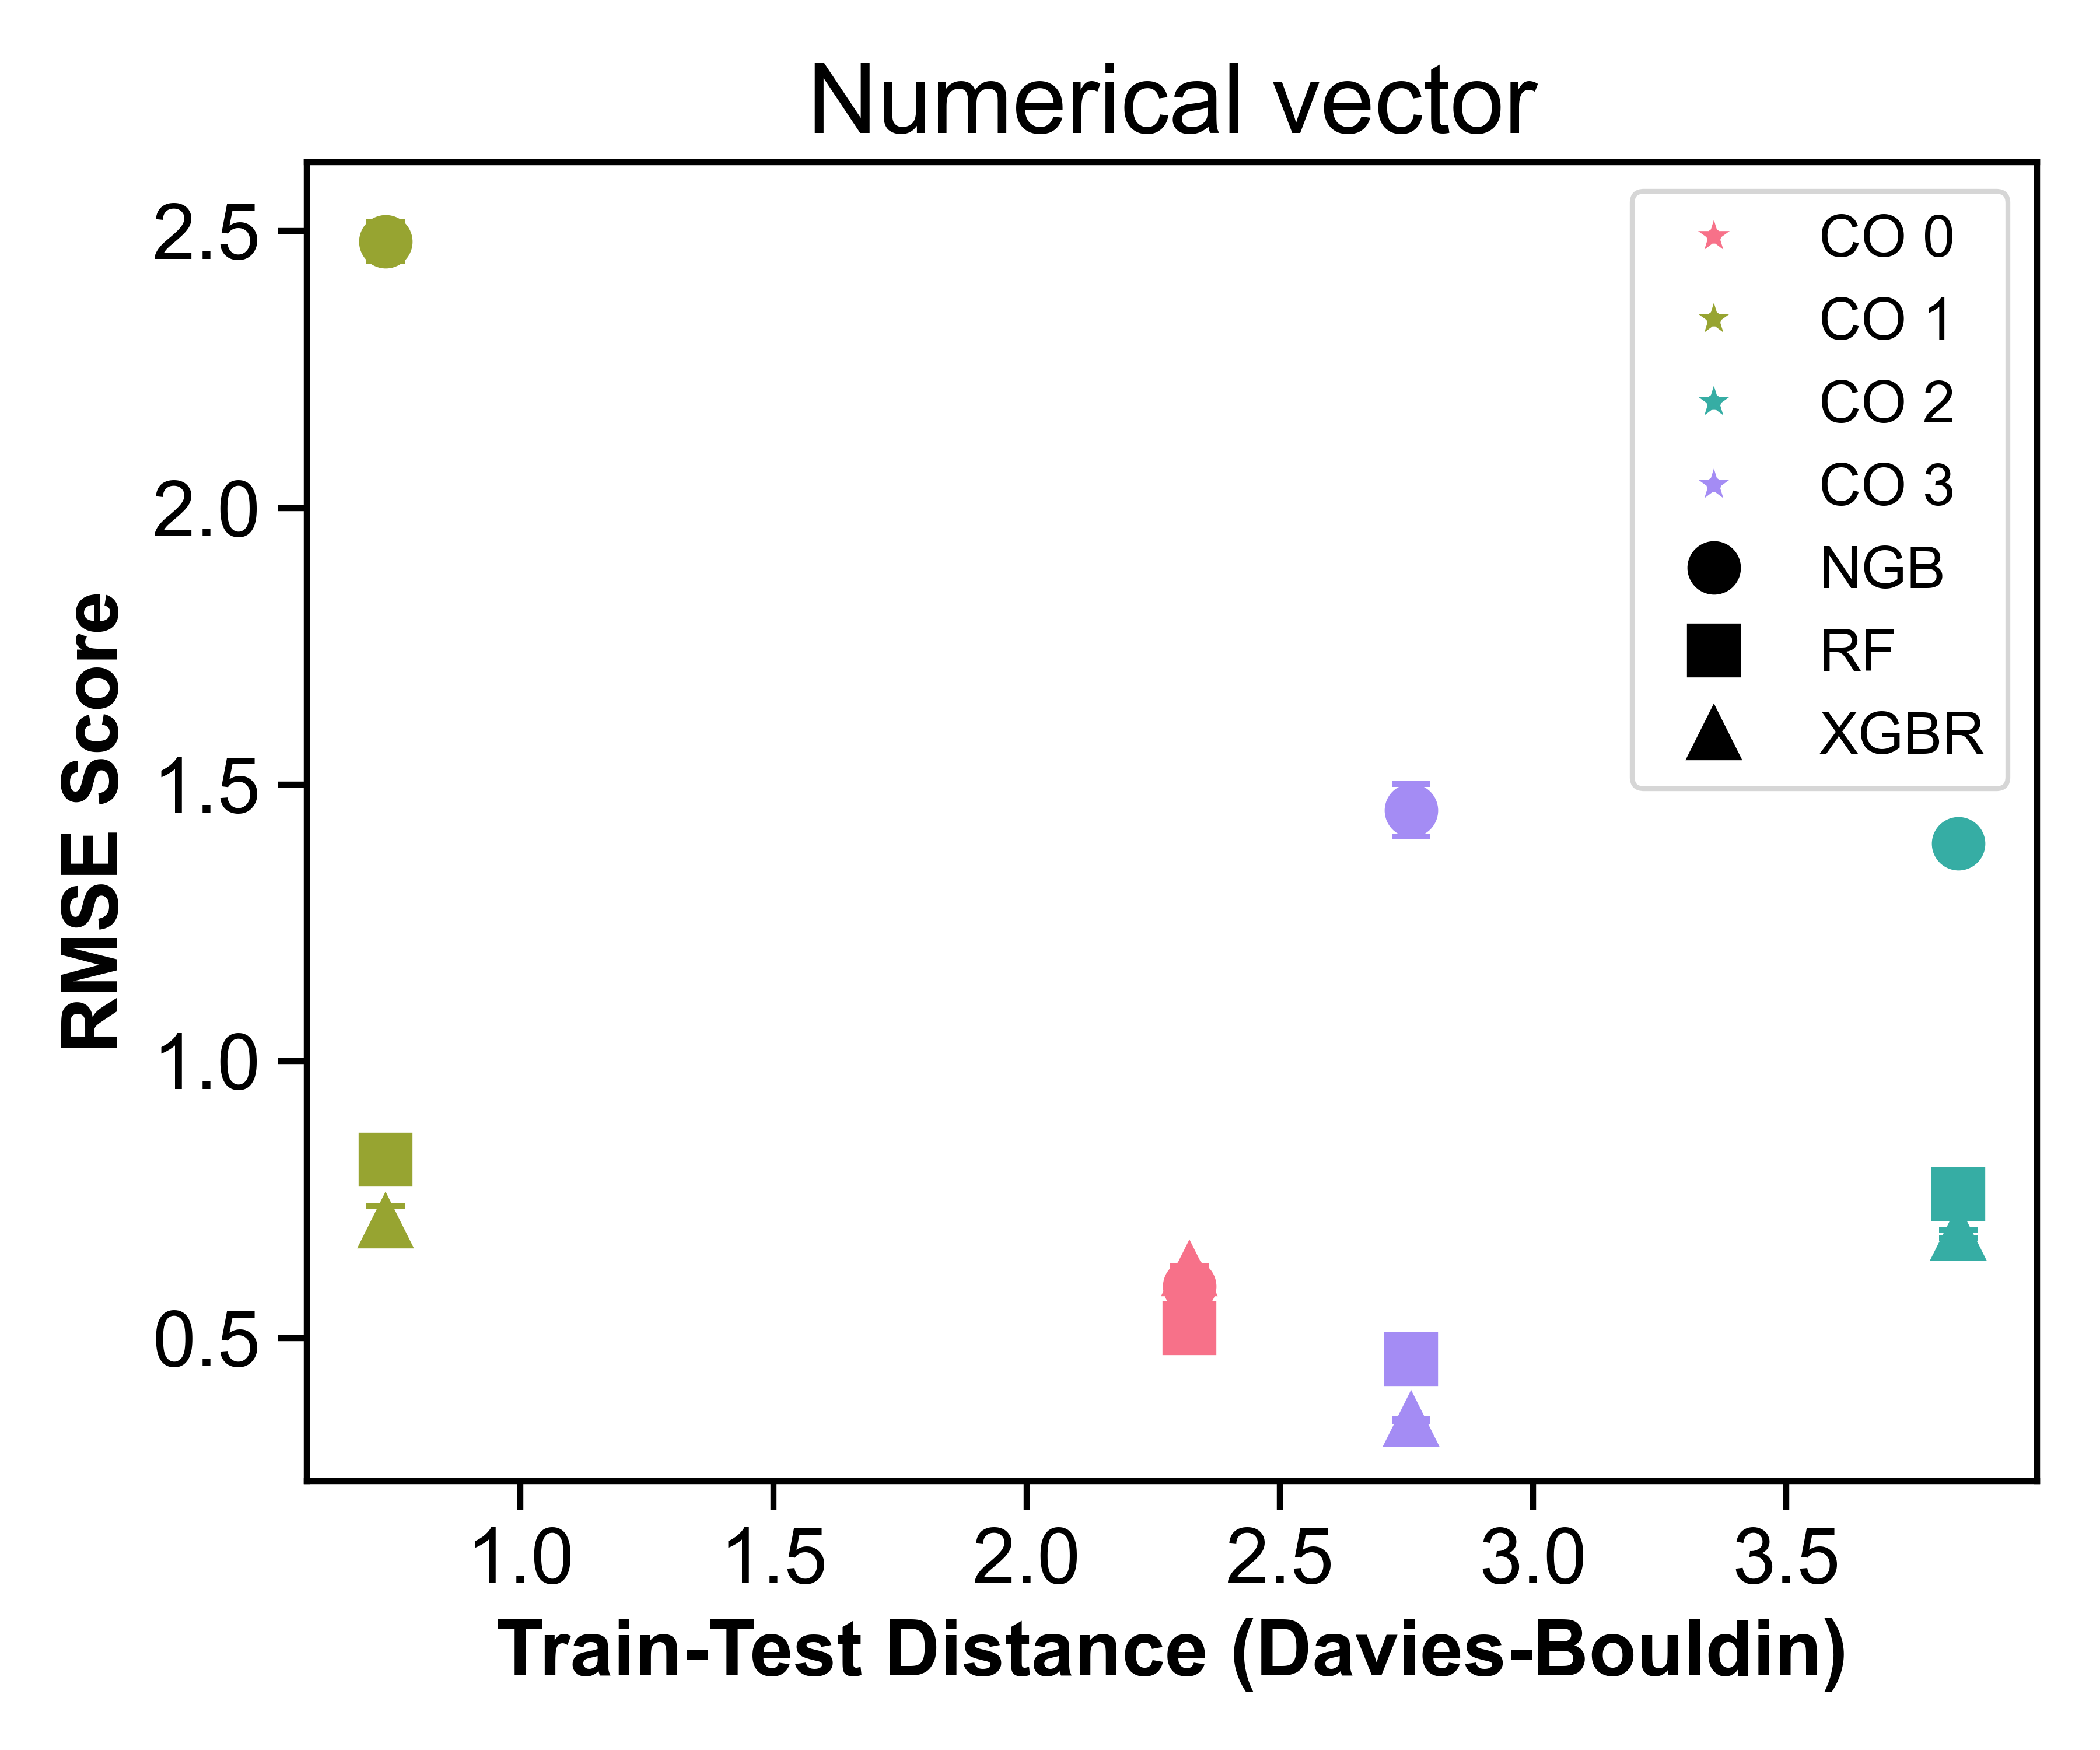 Numerical vector
2.5
2.0
1.5
1.0
0.5
RMSE Score
CO 0
CO 1
CO 2
CO 3
NGB
RF
XGBR
1.0 1.5 2.0 2.5 3.0 3.5
Train-Test Distance (Davies-Bouldin)